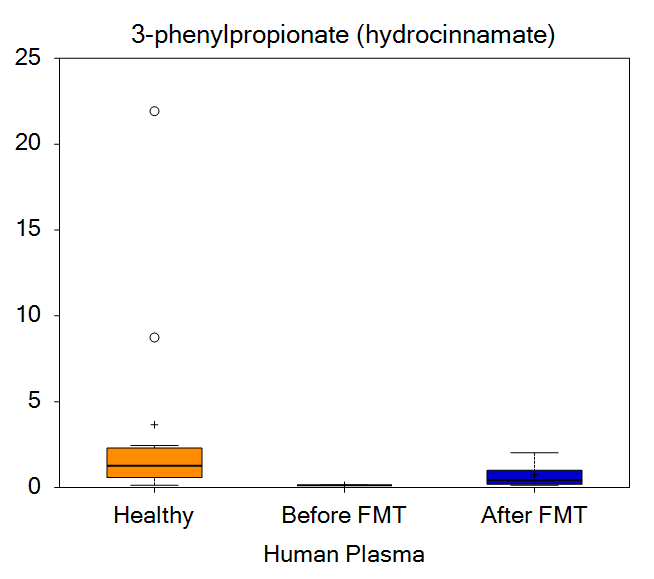 3-phenylpropionate (hydrocinnamate)
25
20
15
10
5
0
Healthy
Before FMT
After FMT
Human Plasma